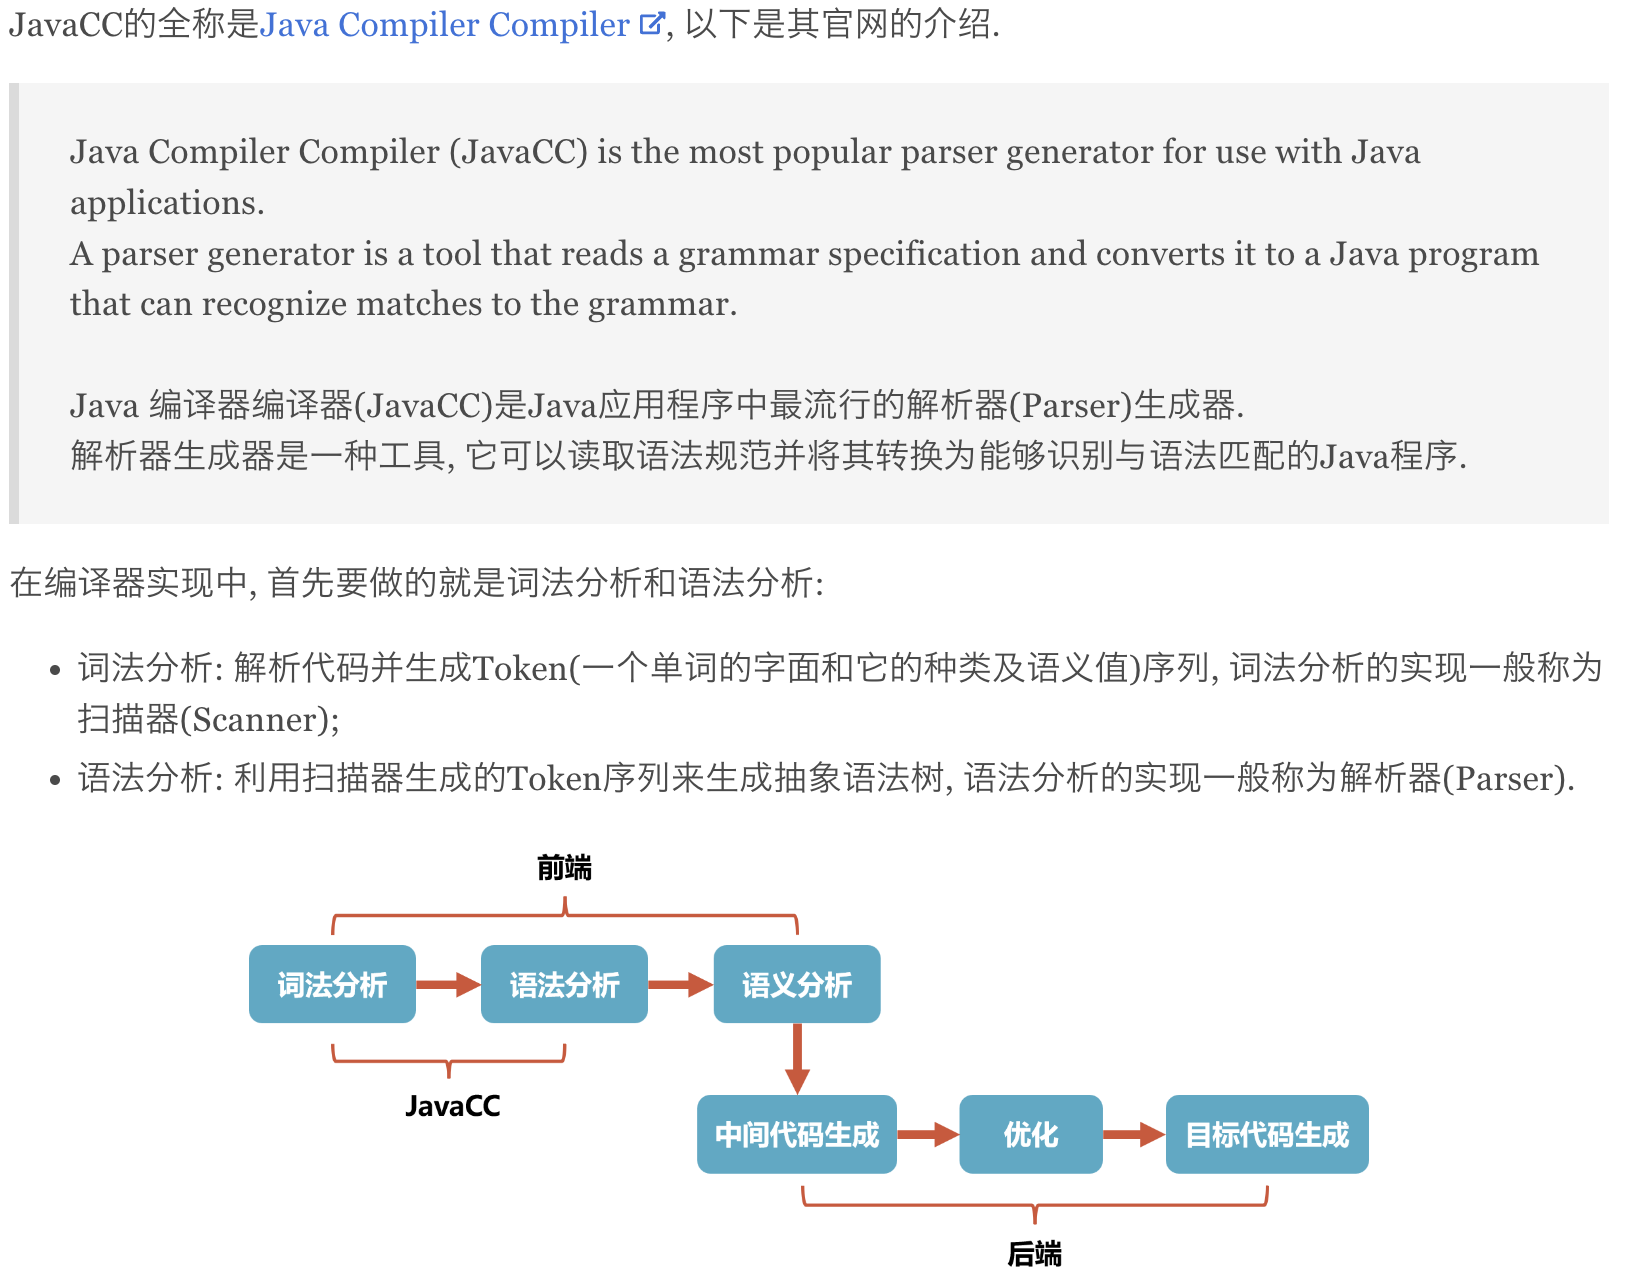 JavaCC的全称是Java Compiler Compiler, 以下是其官网的介绍.
Java Compiler Compiler (JavaCC) is the most popular parser generator for use with Java
applications.
A parser generator is a tool that reads a grammar specification and converts it to a Java program
that can recognize matches to the grammar.
Java 编译器编译器(JavaCC)是Java应用程序中最流行的解析器(Parser)生成器.
解析器生成器是一种工具, 它可以读取语法规范并将其转换为能够识别与语法匹配的Java程序.
在编译器实现中, 首先要做的就是词法分析和语法分析:
• 词法分析: 解析代码并生成Token(一个单词的字面和它的种类及语义值)序列, 词法分析的实现一般称为
扫描器(Scanner);
• 语法分析: 利用扫描器生成的Token序列来生成抽象语法树, 语法分析的实现一般称为解析器(Parser).
前端
词法分析 语法分析 语义分析
JavaCC
中间代码生成 优化 目标代码生成
后端